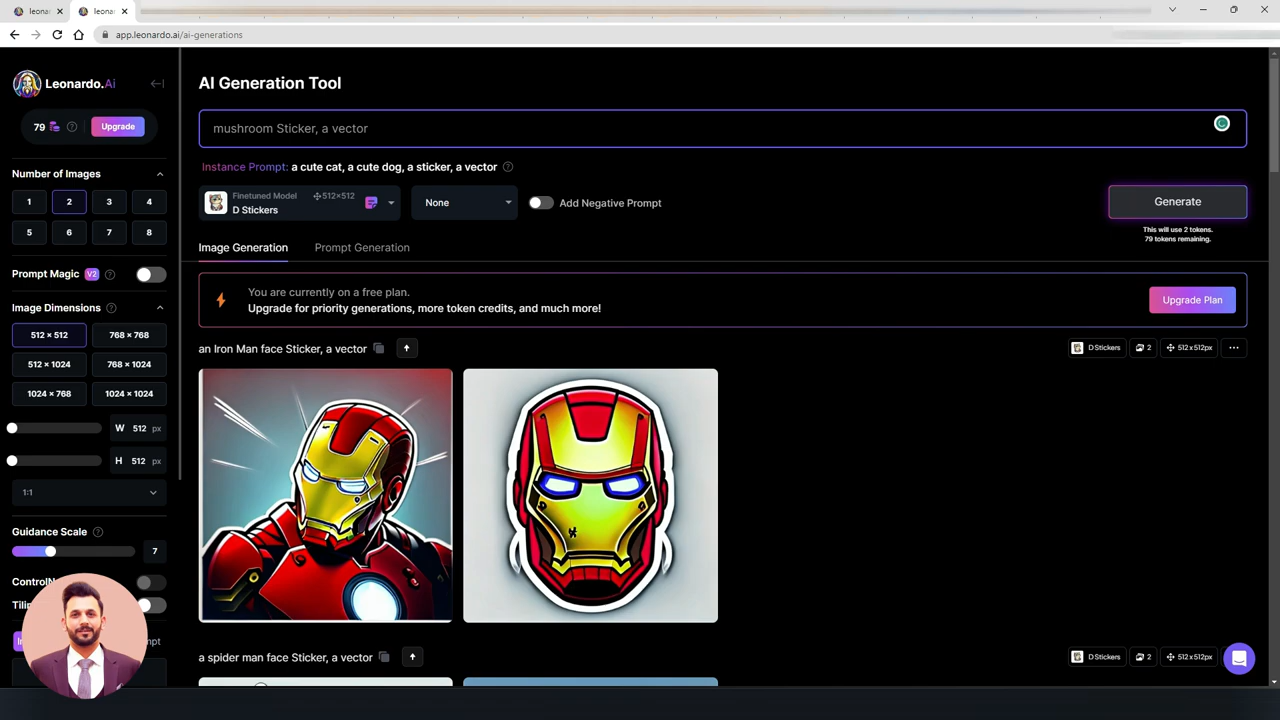 leona
leona
app.leonardo.ai/ai-generations
Leonardo.Ai
79
Upgrade
Number of Images
1 2 3 4
5 6 7 8
Prompt Magic V2
Image Dimensions
512 × 512 768 × 768
512 × 1024 768 × 1024
1024 × 768 1024 × 1024
W 512 px
H 512 px
1:1
Guidance Scale
7
AI Generation Tool
mushroom Sticker, a vector
Instance Prompt: a cute cat, a cute dog, a sticker, a vector
Finetuned Model 512×512
D Stickers
None
Add Negative Prompt
Generate
This will use 2 tokens.
79 tokens remaining.
Image Generation Prompt Generation
You are currently on a free plan.
Upgrade for priority generations, more token credits, and much more!
Upgrade Plan
an Iron Man face Sticker, a vector
D Stickers 2 512x512px
a spider man face Sticker, a vector
D Stickers 2 512x512px